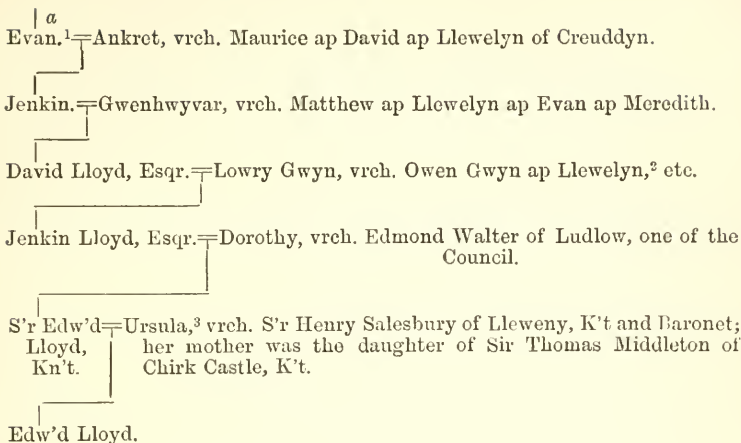 a
Evan.¹ Ankret, vrch. Maurice ap David ap Llewelyn of Creuddyn.
Jenkin. Gwenhwyvar, vrch. Matthew ap Llewelyn ap Evan ap Meredith.
David Lloyd, Esqr. Lowry Gwyn, vrch. Owen Gwyn ap Llewelyn,² etc.
Jenkin Lloyd, Esqr. Dorothy, vrch. Edmond Walter of Ludlow, one of the
Council.
S'r Edw'd Ursula,³ vrch. S'r Henry Salesbury of Lleweny, K't and Baronet;
Lloyd, her mother was the daughter of Sir Thomas Middleton of
Kn't. Chirk Castle, K't.
Edw'd Lloyd.